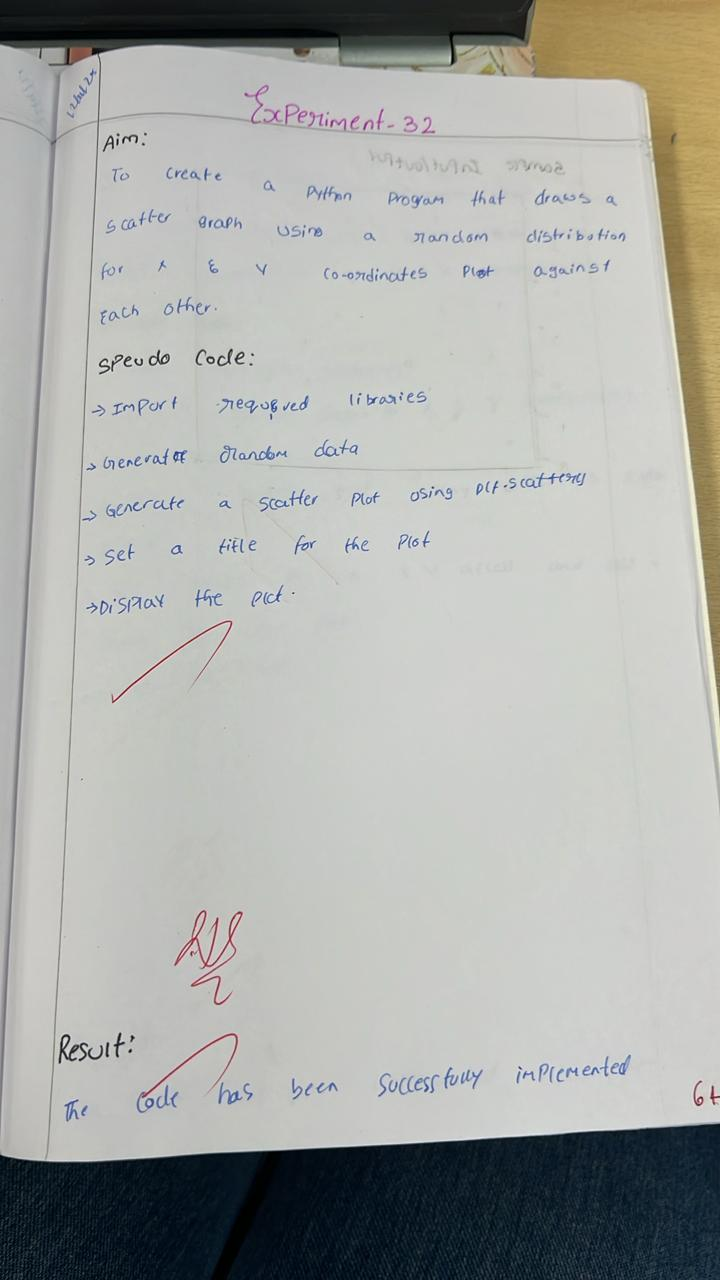 Experiment-32
Aim:
To create a Python Program that draws a
scatter graph using a random distribution
for x & y co-ordinates Plot against
Each other.
Speudo Code:
→ Import required libraries
→ Generate random data
→ Generate a scatter Plot using
→ Set a title for the Plot
→ Display the plot.
Result:
The code has been Successfully implemented